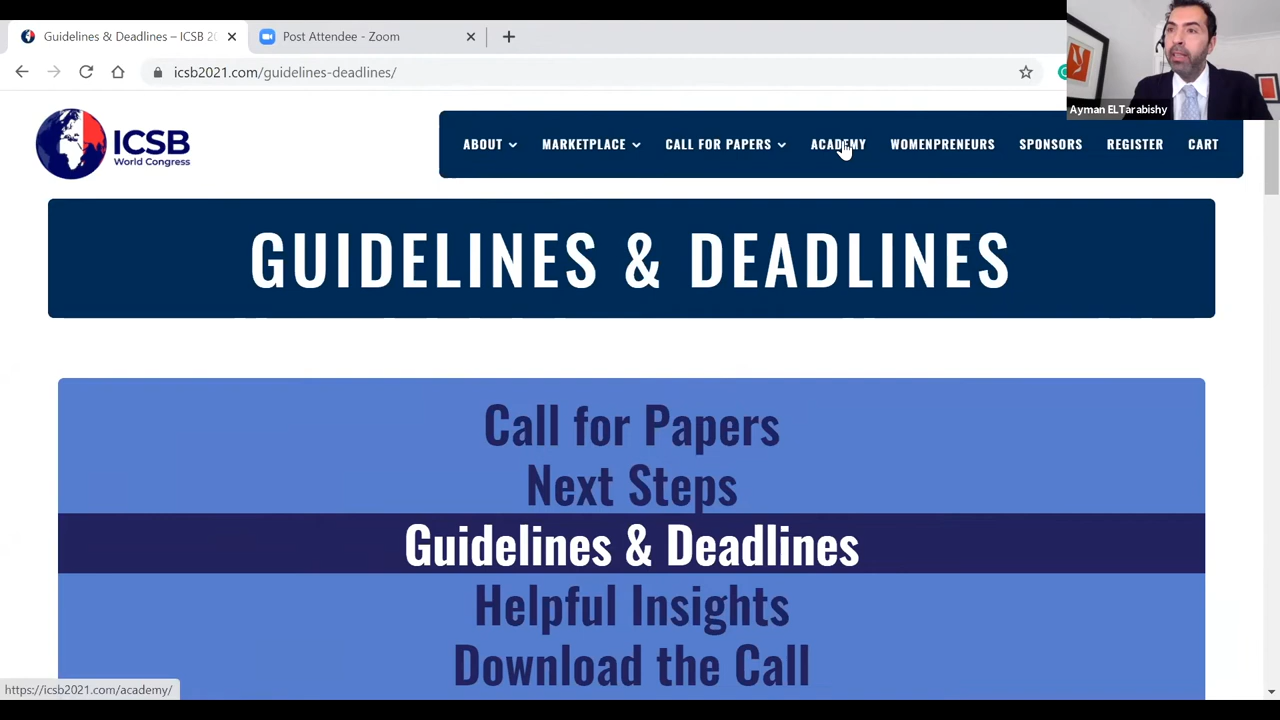 Guidelines & Deadlines – ICSB 20
Post Attendee - Zoom
icsb2021.com/guidelines-deadlines/
Ayman ELTarabishy
ICSB
World Congress
ABOUT
MARKETPLACE
CALL FOR PAPERS
ACADEMY
WOMENPRENEURS
SPONSORS
REGISTER
CART
GUIDELINES & DEADLINES
Call for Papers
Next Steps
Guidelines & Deadlines
Helpful Insights
Download the Call
https://icsb2021.com/academy/